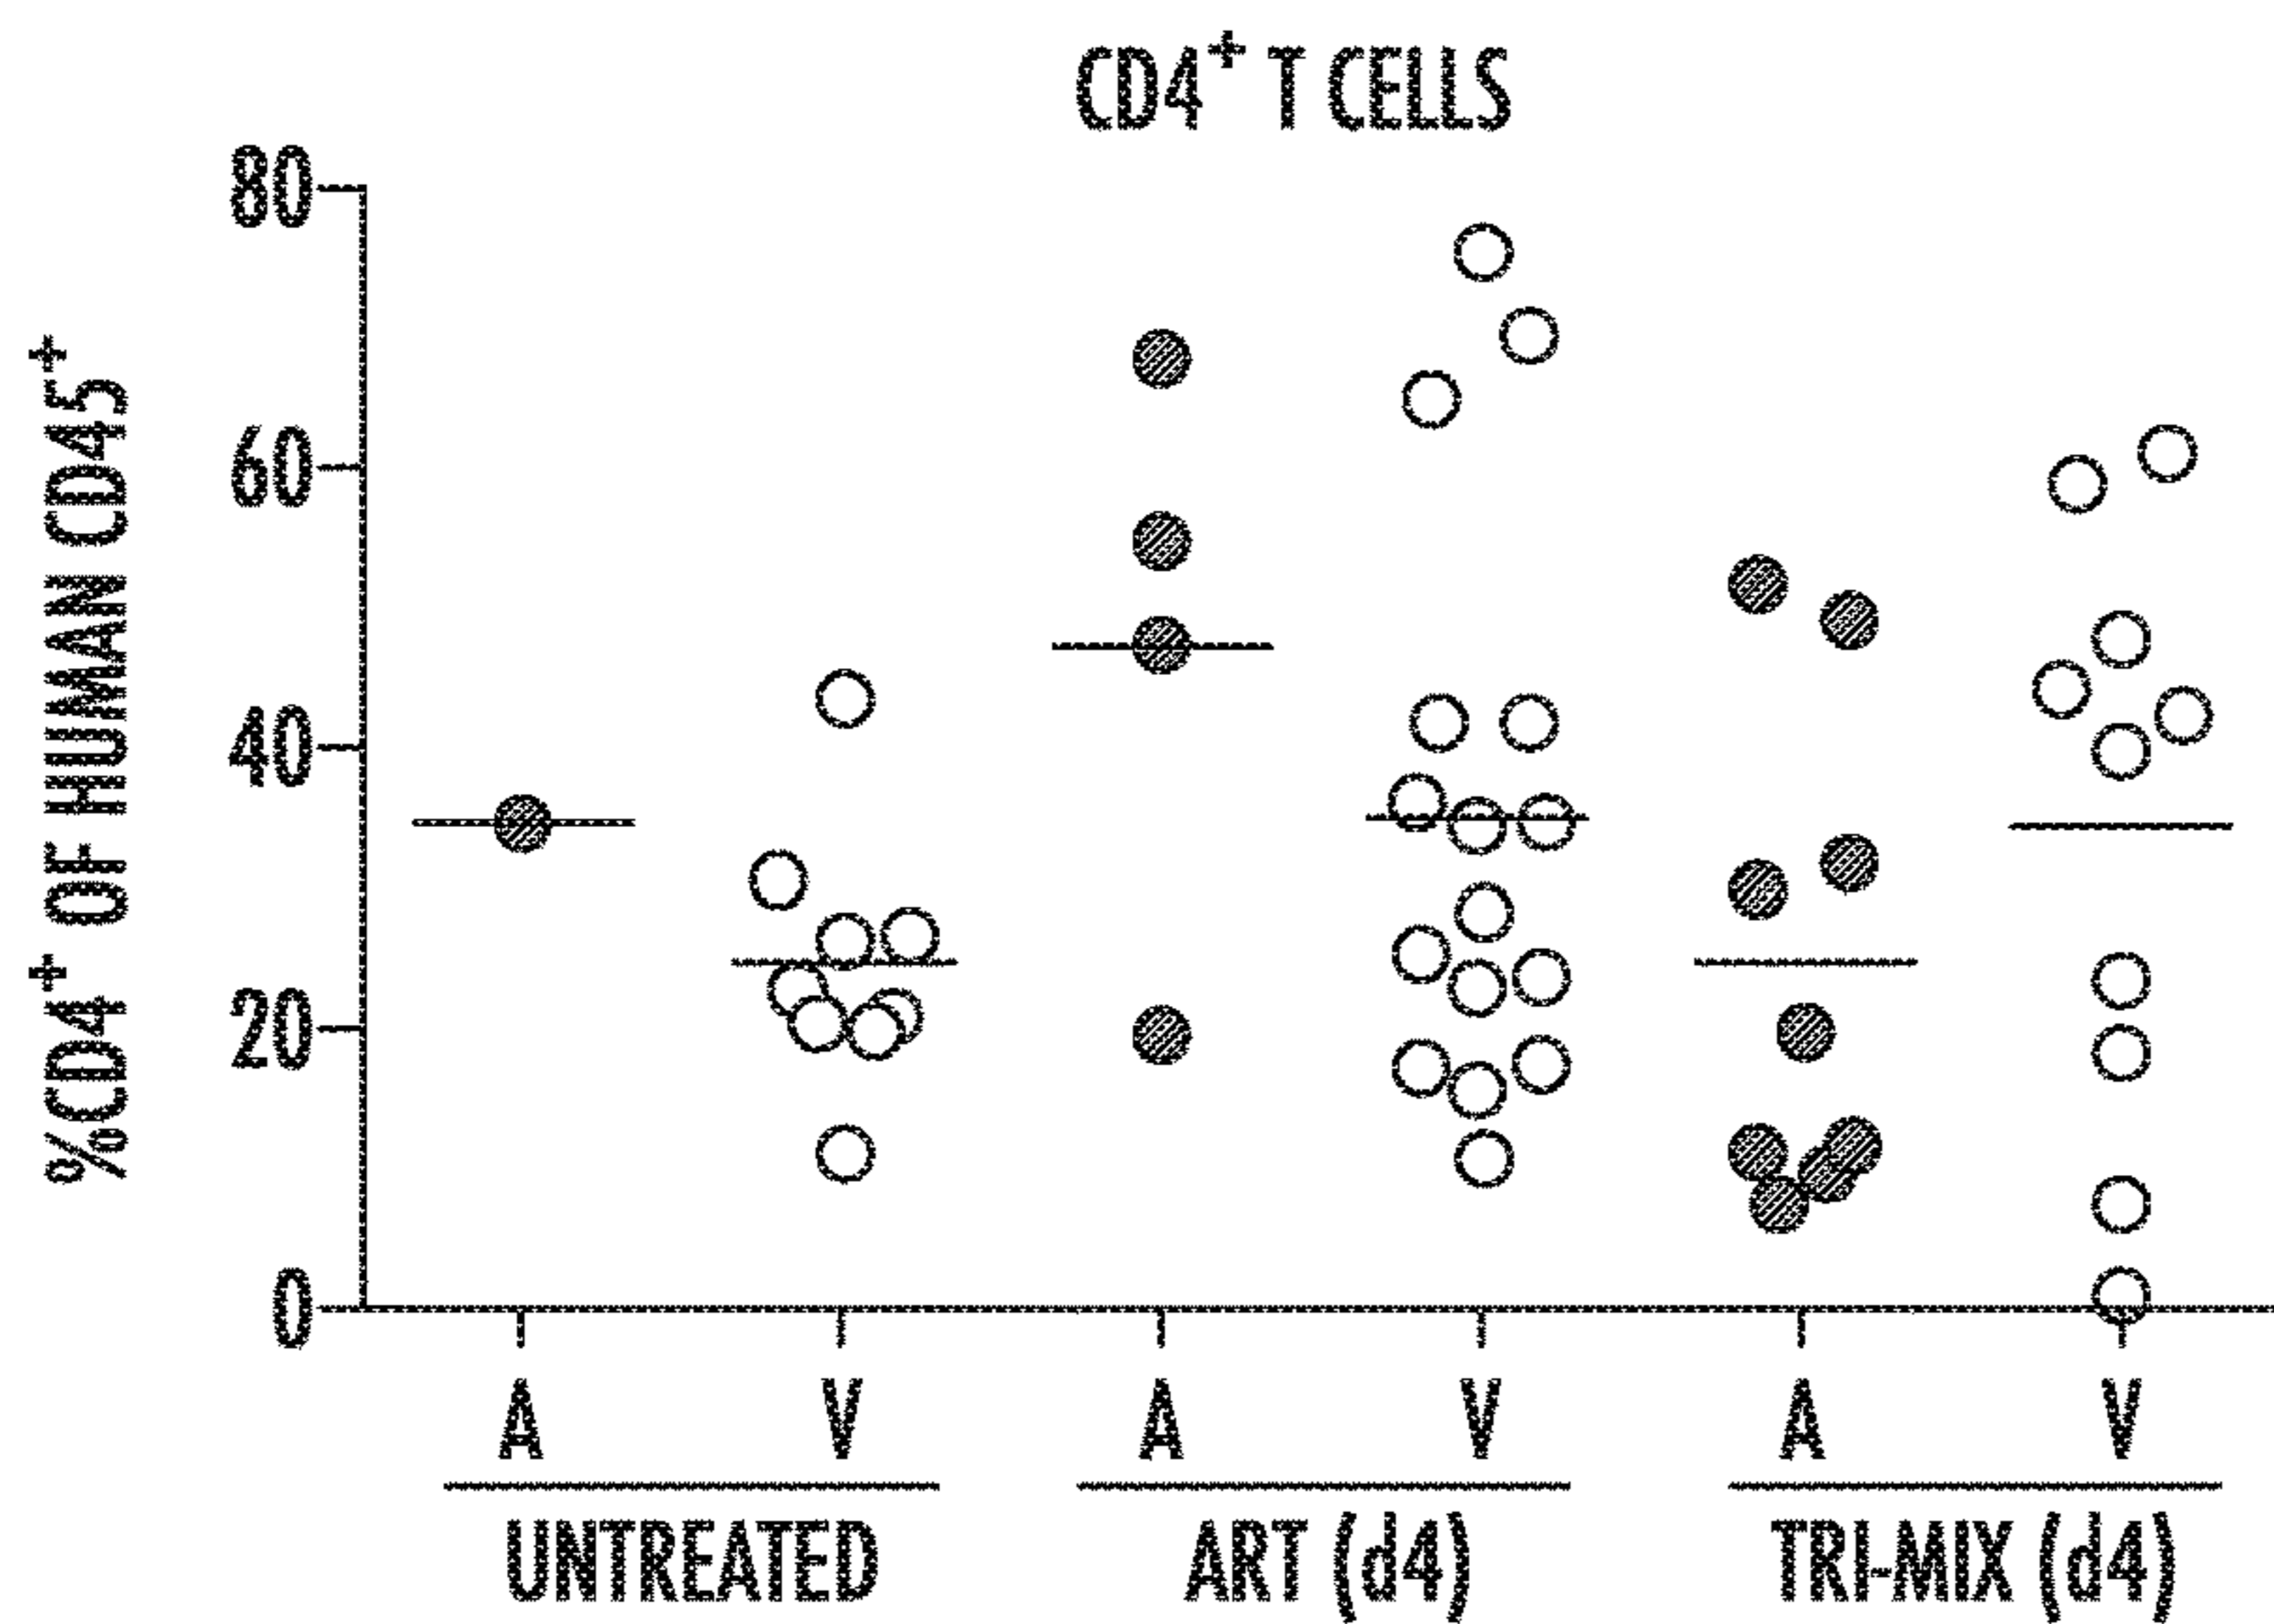 CD4+ T CELLS
%CD4+ OF HUMAN CD45+
80
60
40
20
0
A V A V A V
UNTREATED ART (d4) TRI-MIX (d4)